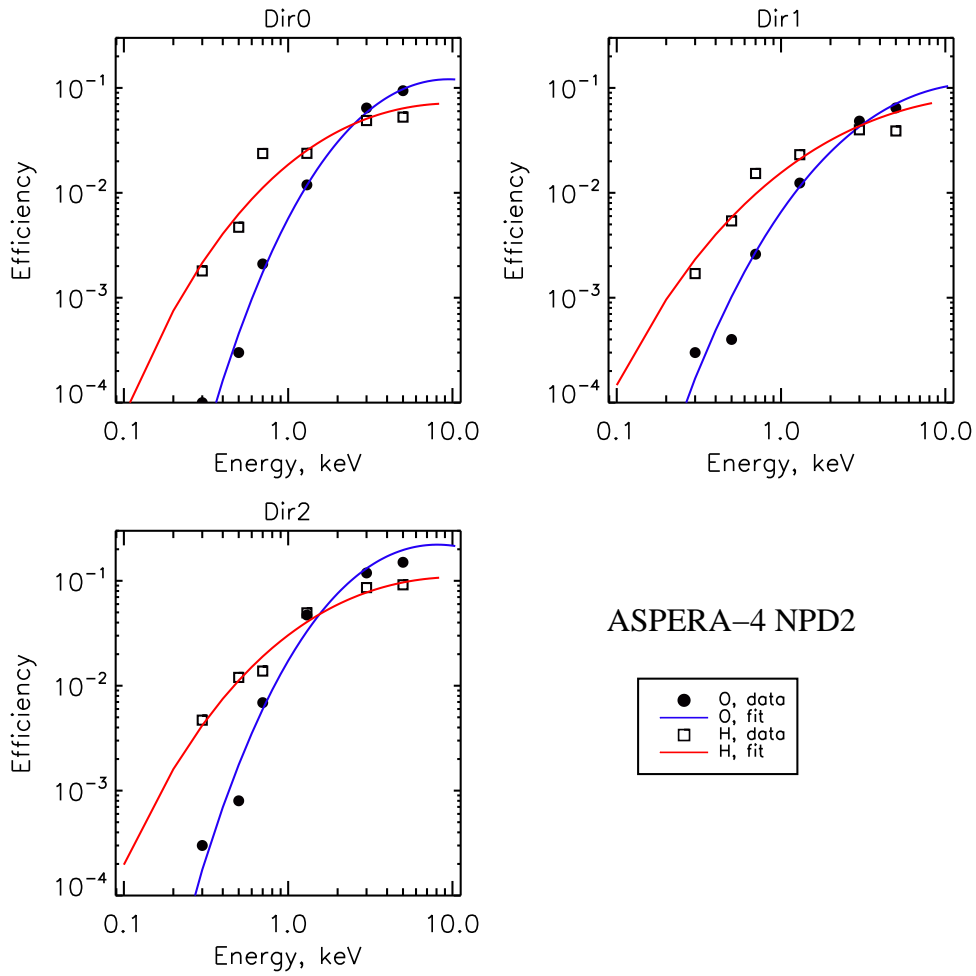 Dir0
10⁻¹
10⁻²
10⁻³
10⁻⁴
Efficiency
0.1 1.0 10.0
Energy, keV
Dir1
10⁻¹
10⁻²
10⁻³
10⁻⁴
Efficiency
0.1 1.0 10.0
Energy, keV
Dir2
10⁻¹
10⁻²
10⁻³
10⁻⁴
Efficiency
0.1 1.0 10.0
Energy, keV
ASPERA−4 NPD2
O, data
O, fit
H, data
H, fit